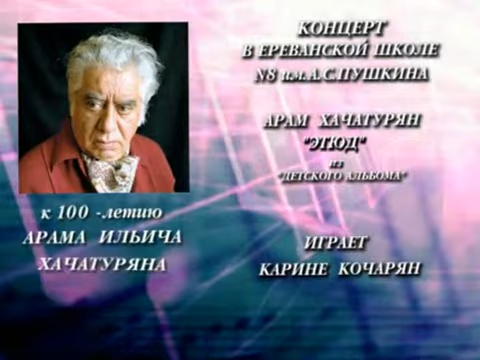 КОНЦЕРТ
В ЕРЕВАНСКОЙ ШКОЛЕ
N8 им.А.С.ПУШКИНА
АРАМ ХАЧАТУРЯН
"ЭТЮД"
из
"ДЕТСКОГО АЛЬБОМА"
ИГРАЕТ
КАРИНЕ КОЧАРЯН
к 100 -летию
АРАМА ИЛЬИЧА
ХАЧАТУРЯНА